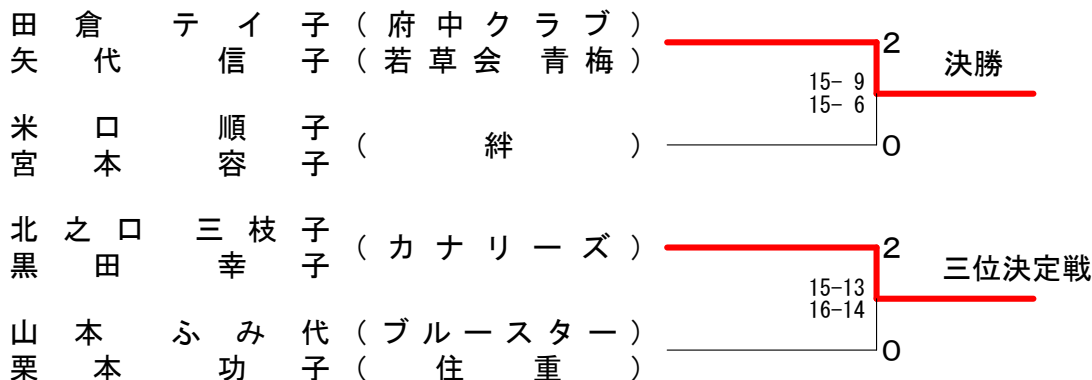 田倉 テイ子(府中クラブ) 2
矢代 信子(若草会 青梅) 決勝
15- 9
15- 6
米口 順子
(絆) 0
宮本 容子
北之口 三枝子
(カナリーズ) 2
黒田 幸子
三位決定戦
15-13
16-14
山本 ふみ代(ブルースター)
0
栗本 功子(住重)